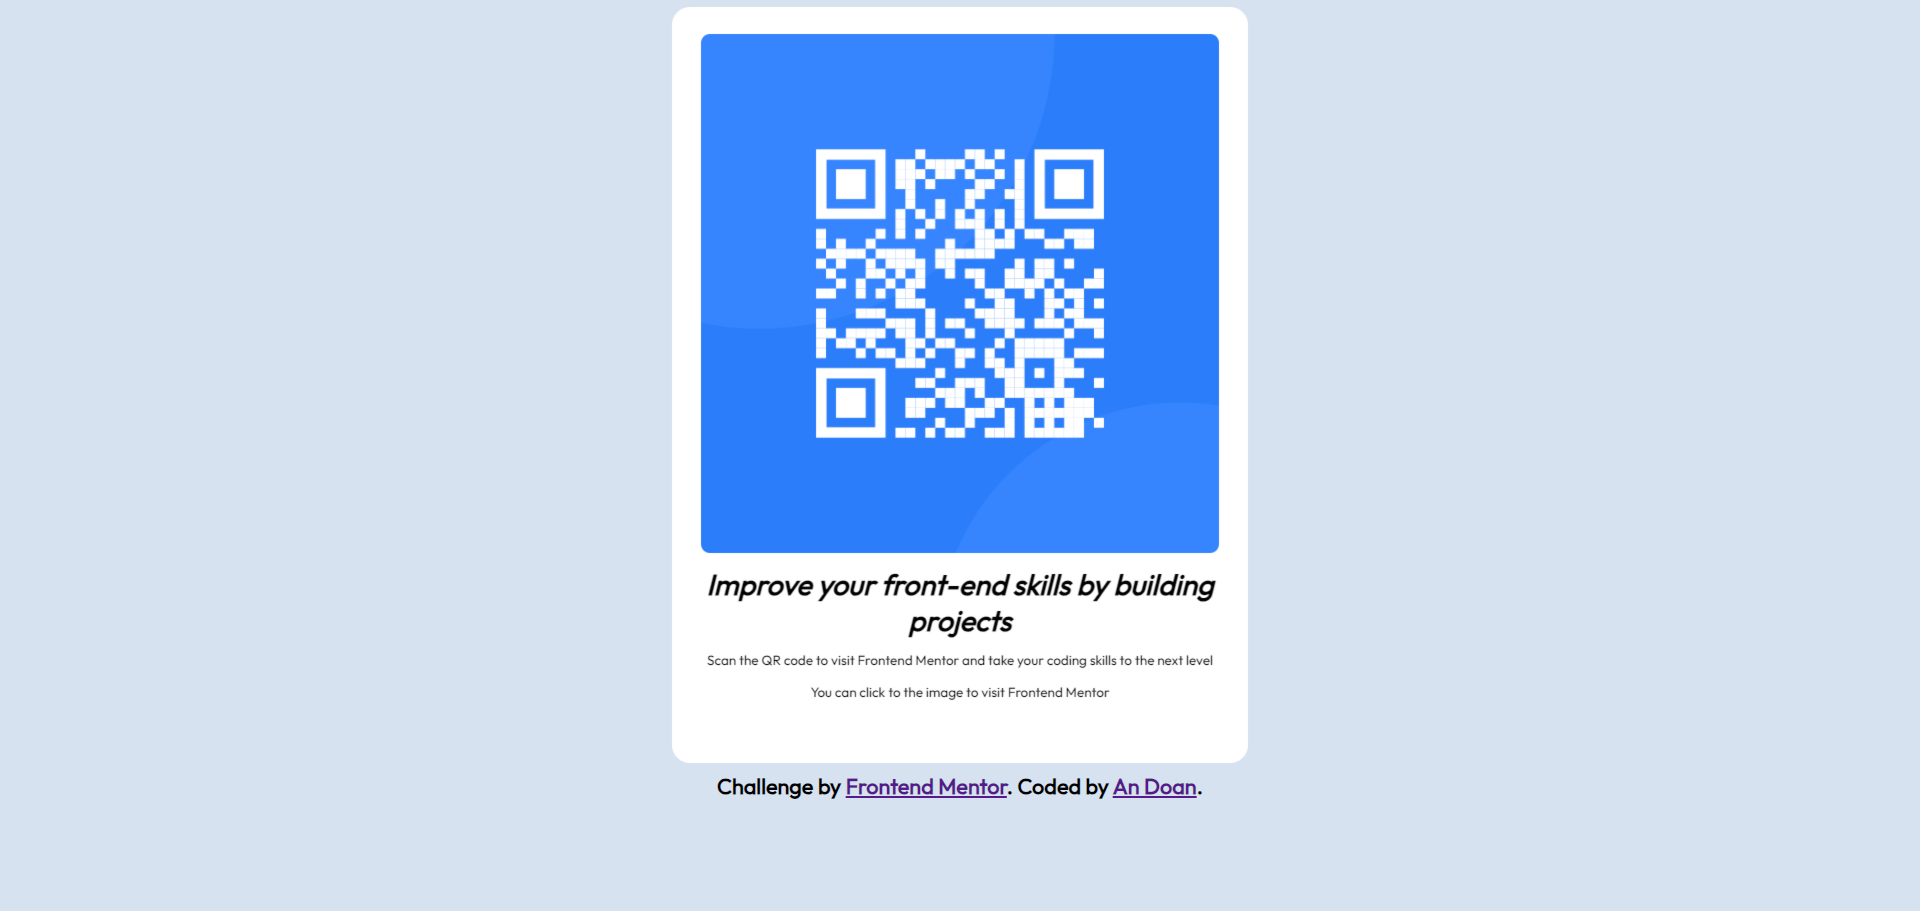 Improve your front-end skills by building
projects
Scan the QR code to visit Frontend Mentor and take your coding skills to the next level
You can click to the image to visit Frontend Mentor
Challenge by Frontend Mentor. Coded by An Doan.